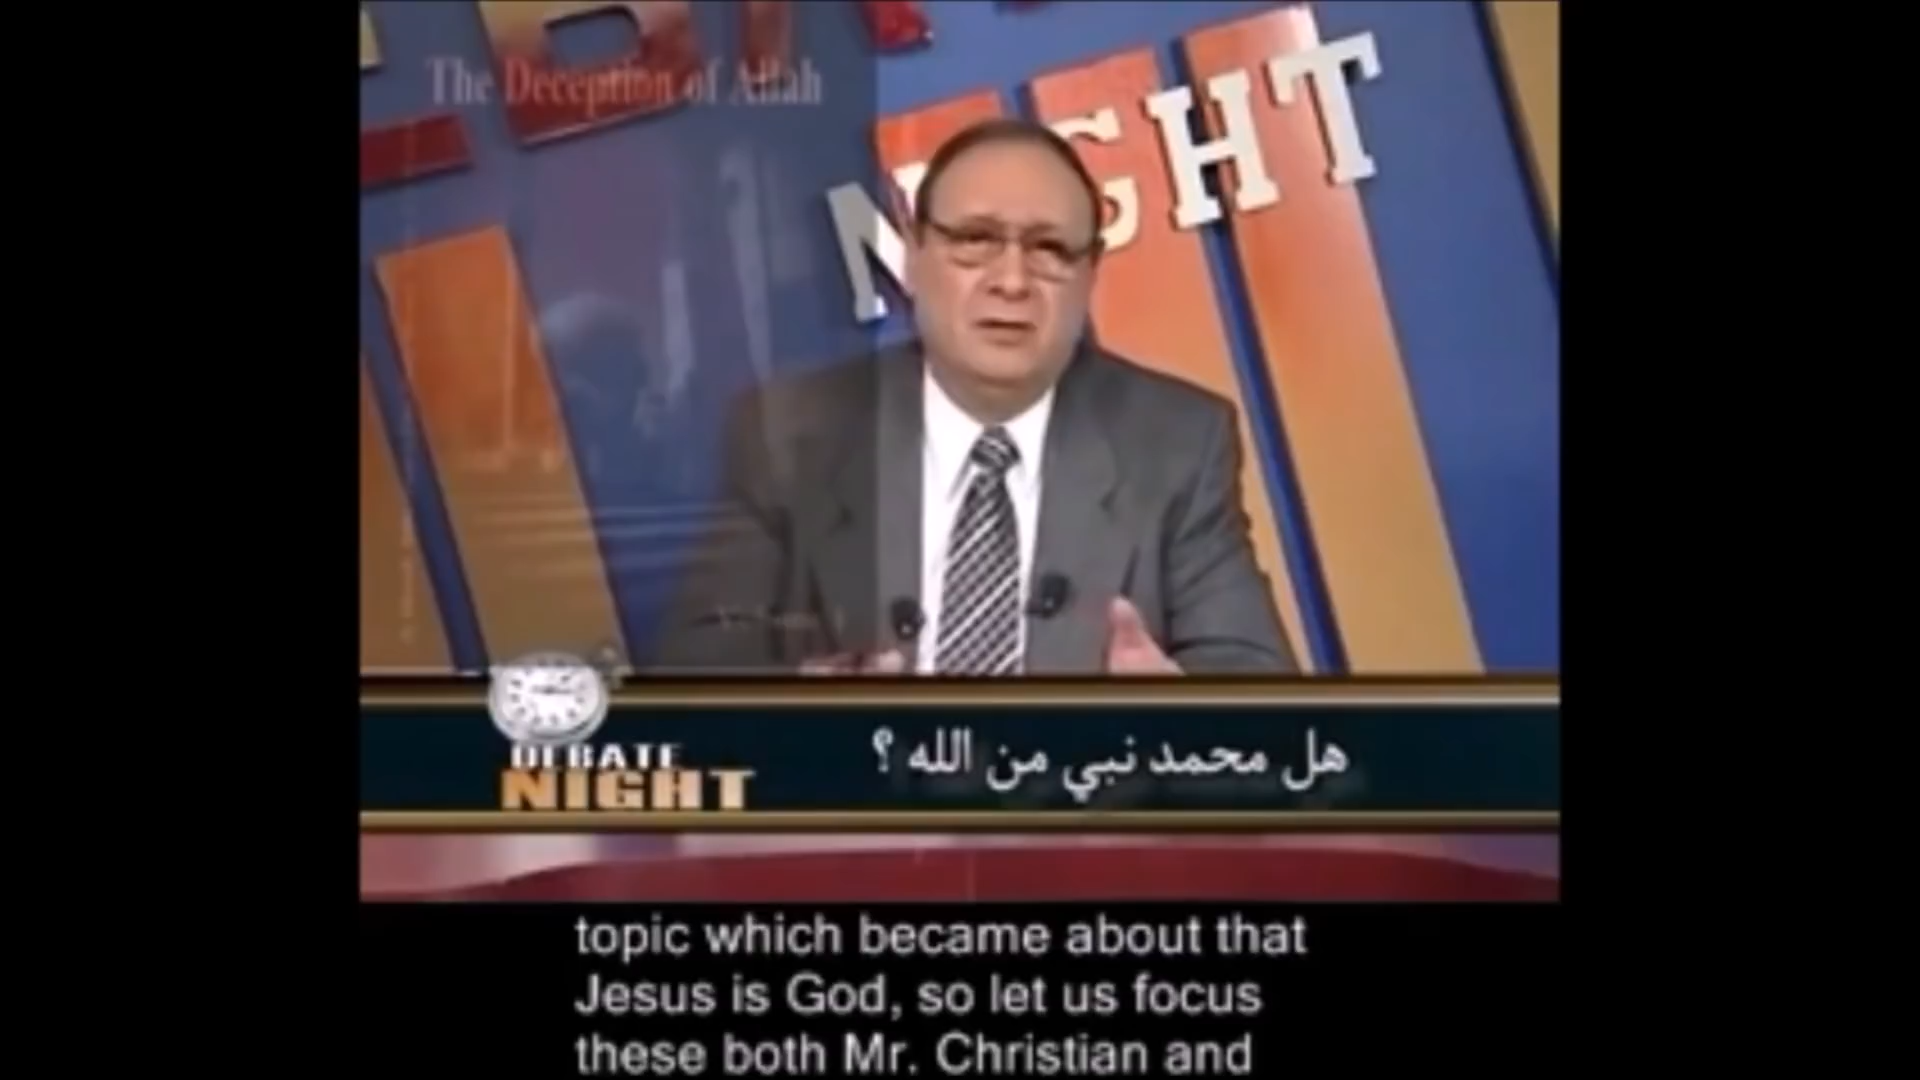 The Deception of Allah
NIGHT
DEBATE
NIGHT
هل محمد نبي من الله ؟
topic which became about that
Jesus is God, so let us focus
these both Mr. Christian and